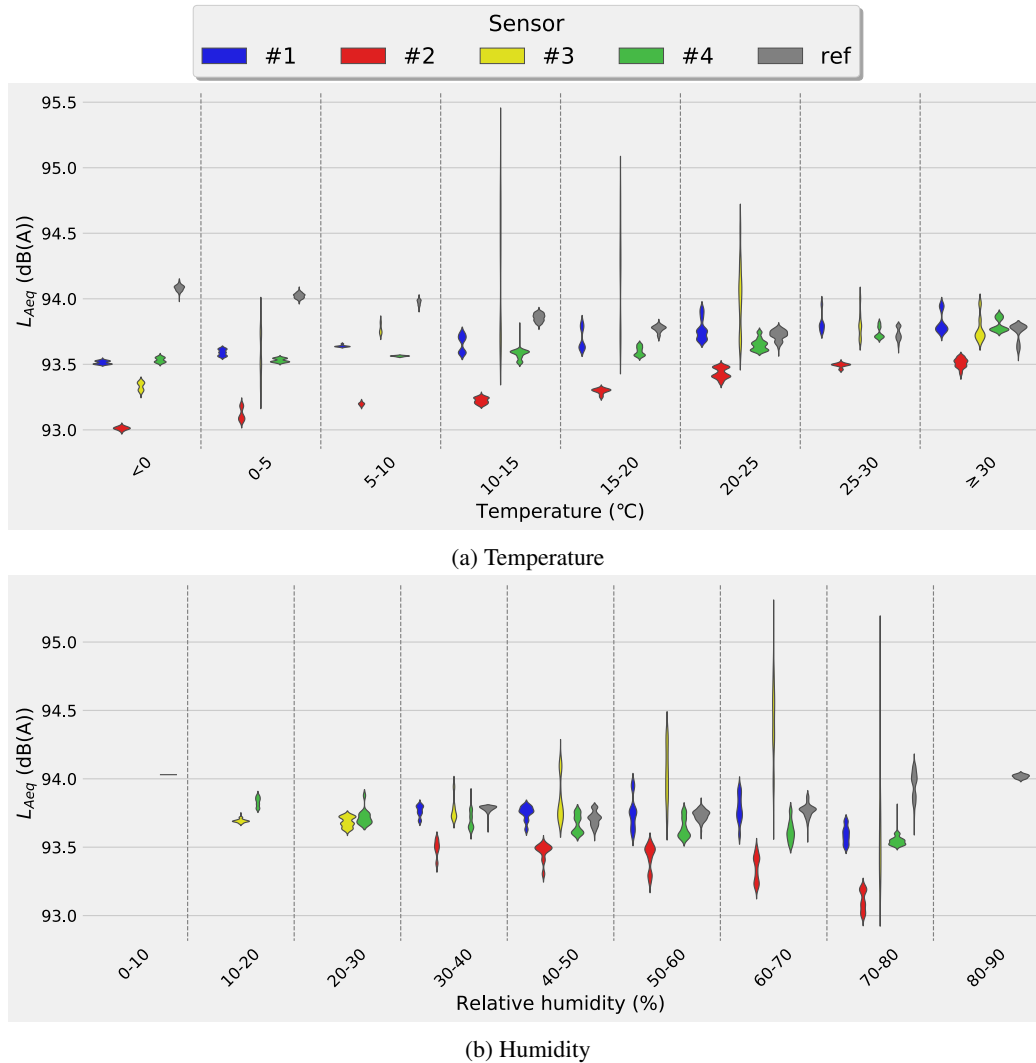 Sensor
#1 #2 #3 #4 ref
95.5
95.0
94.5
94.0
93.5
93.0
L_Aeq (dB(A))
<0 0-5 5-10 10-15 15-20 20-25 25-30 ≥ 30
Temperature (°C)
(a) Temperature
95.0
94.5
94.0
93.5
93.0
L_Aeq (dB(A))
0-10 10-20 20-30 30-40 40-50 50-60 60-70 70-80 80-90
Relative humidity (%)
(b) Humidity